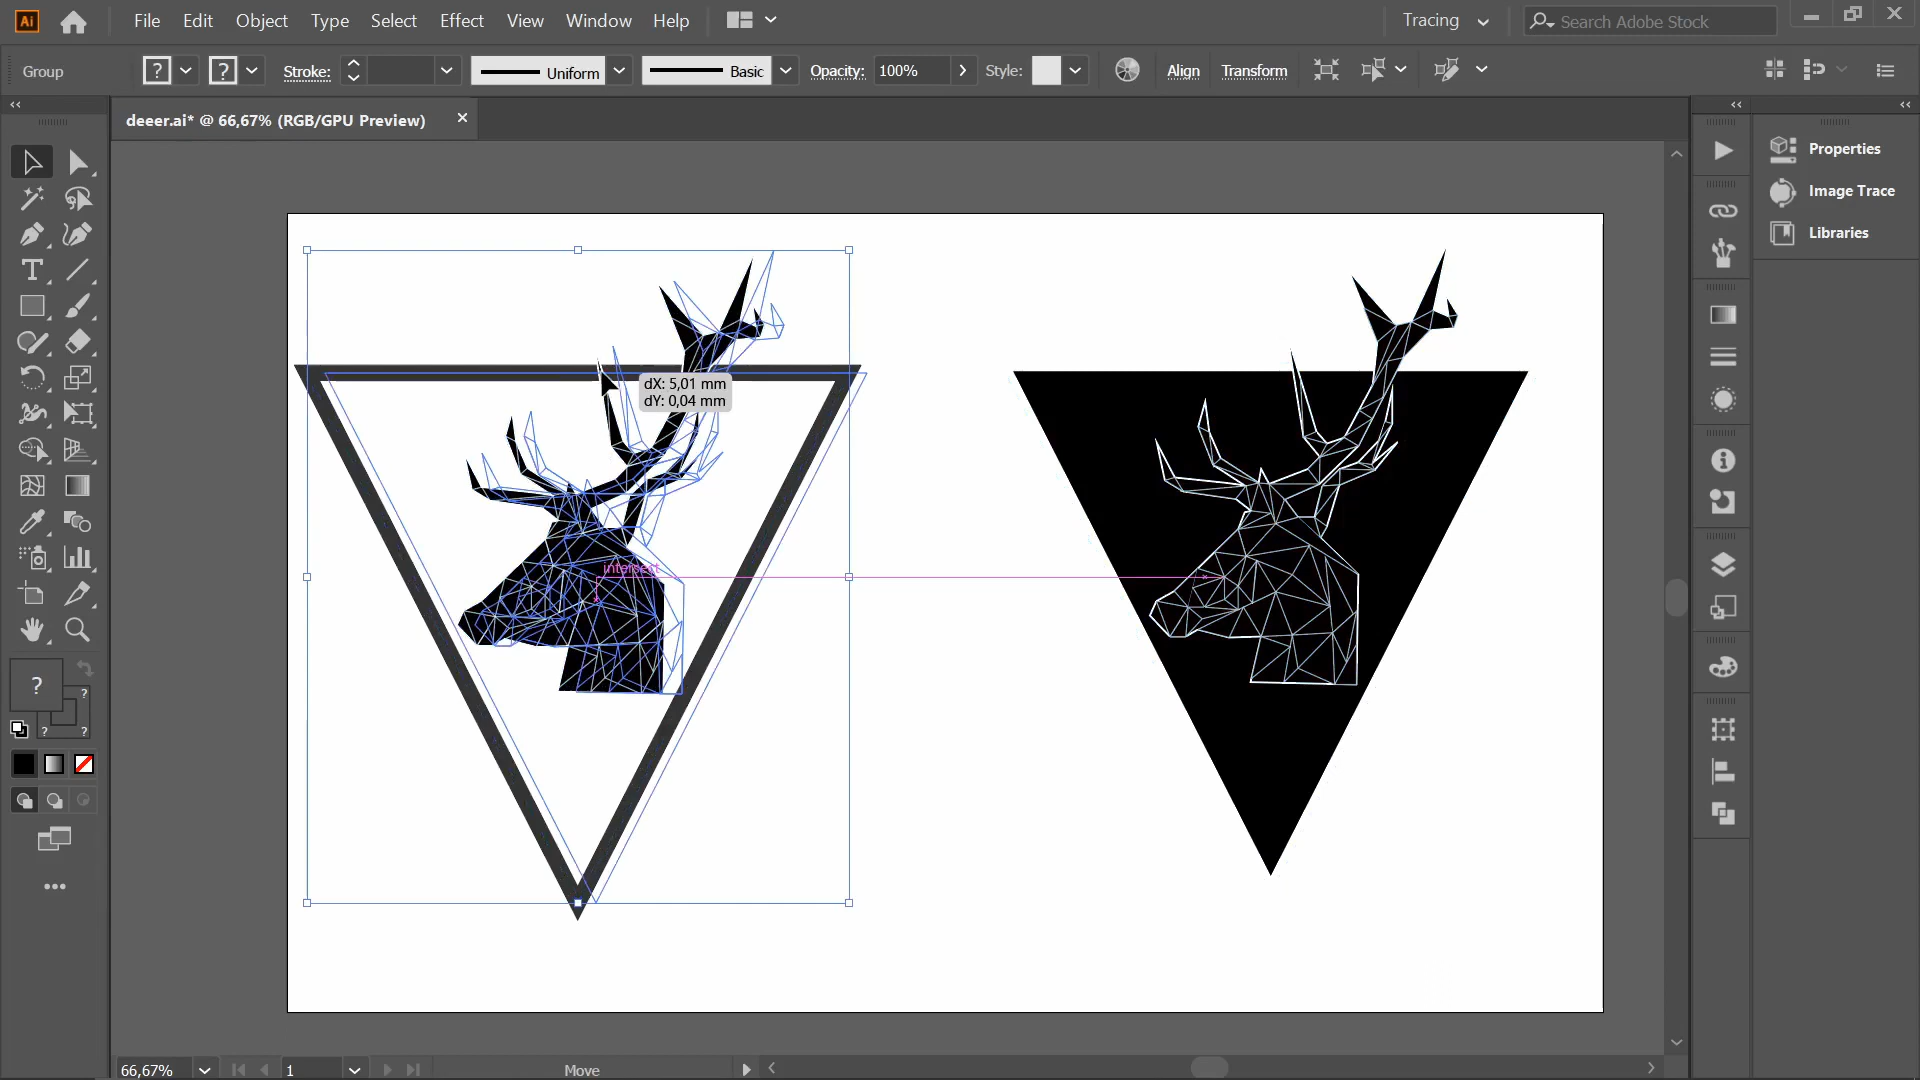 Ai File Edit Object Type Select Effect View Window Help Tracing Search Adobe Stock
Group ? ? Stroke: Uniform Basic Opacity: 100% Style: Align Transform
deeer.ai* @ 66,67% (RGB/GPU Preview)
Properties
Image Trace
Libraries
dX: 5,01 mm
dY: 0,04 mm
intersect
T
?
?
? ?
66,67% 1 Move